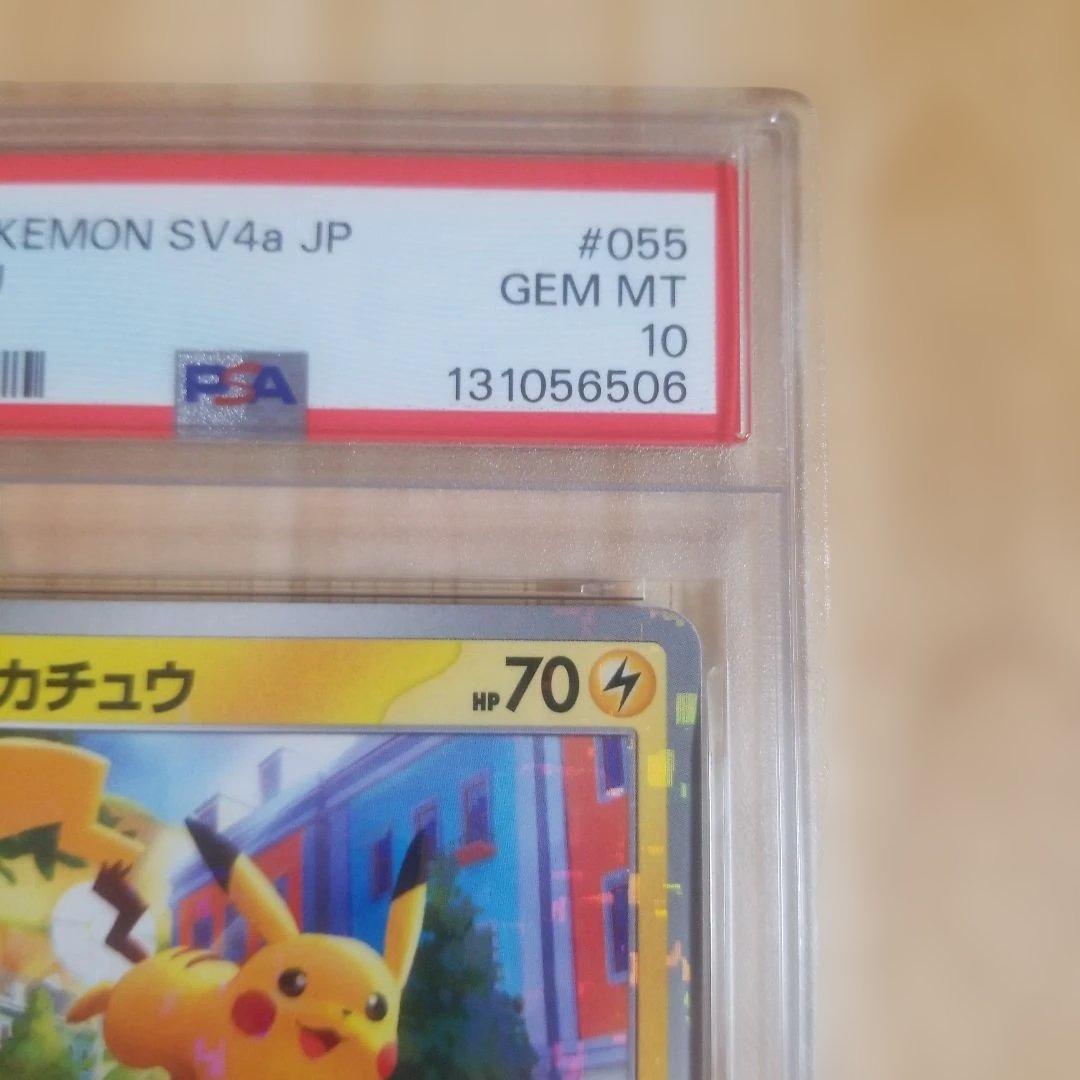 KEMON SV4a JP
#055
GEM MT
10
PSA
131056506
カチュウ
HP70